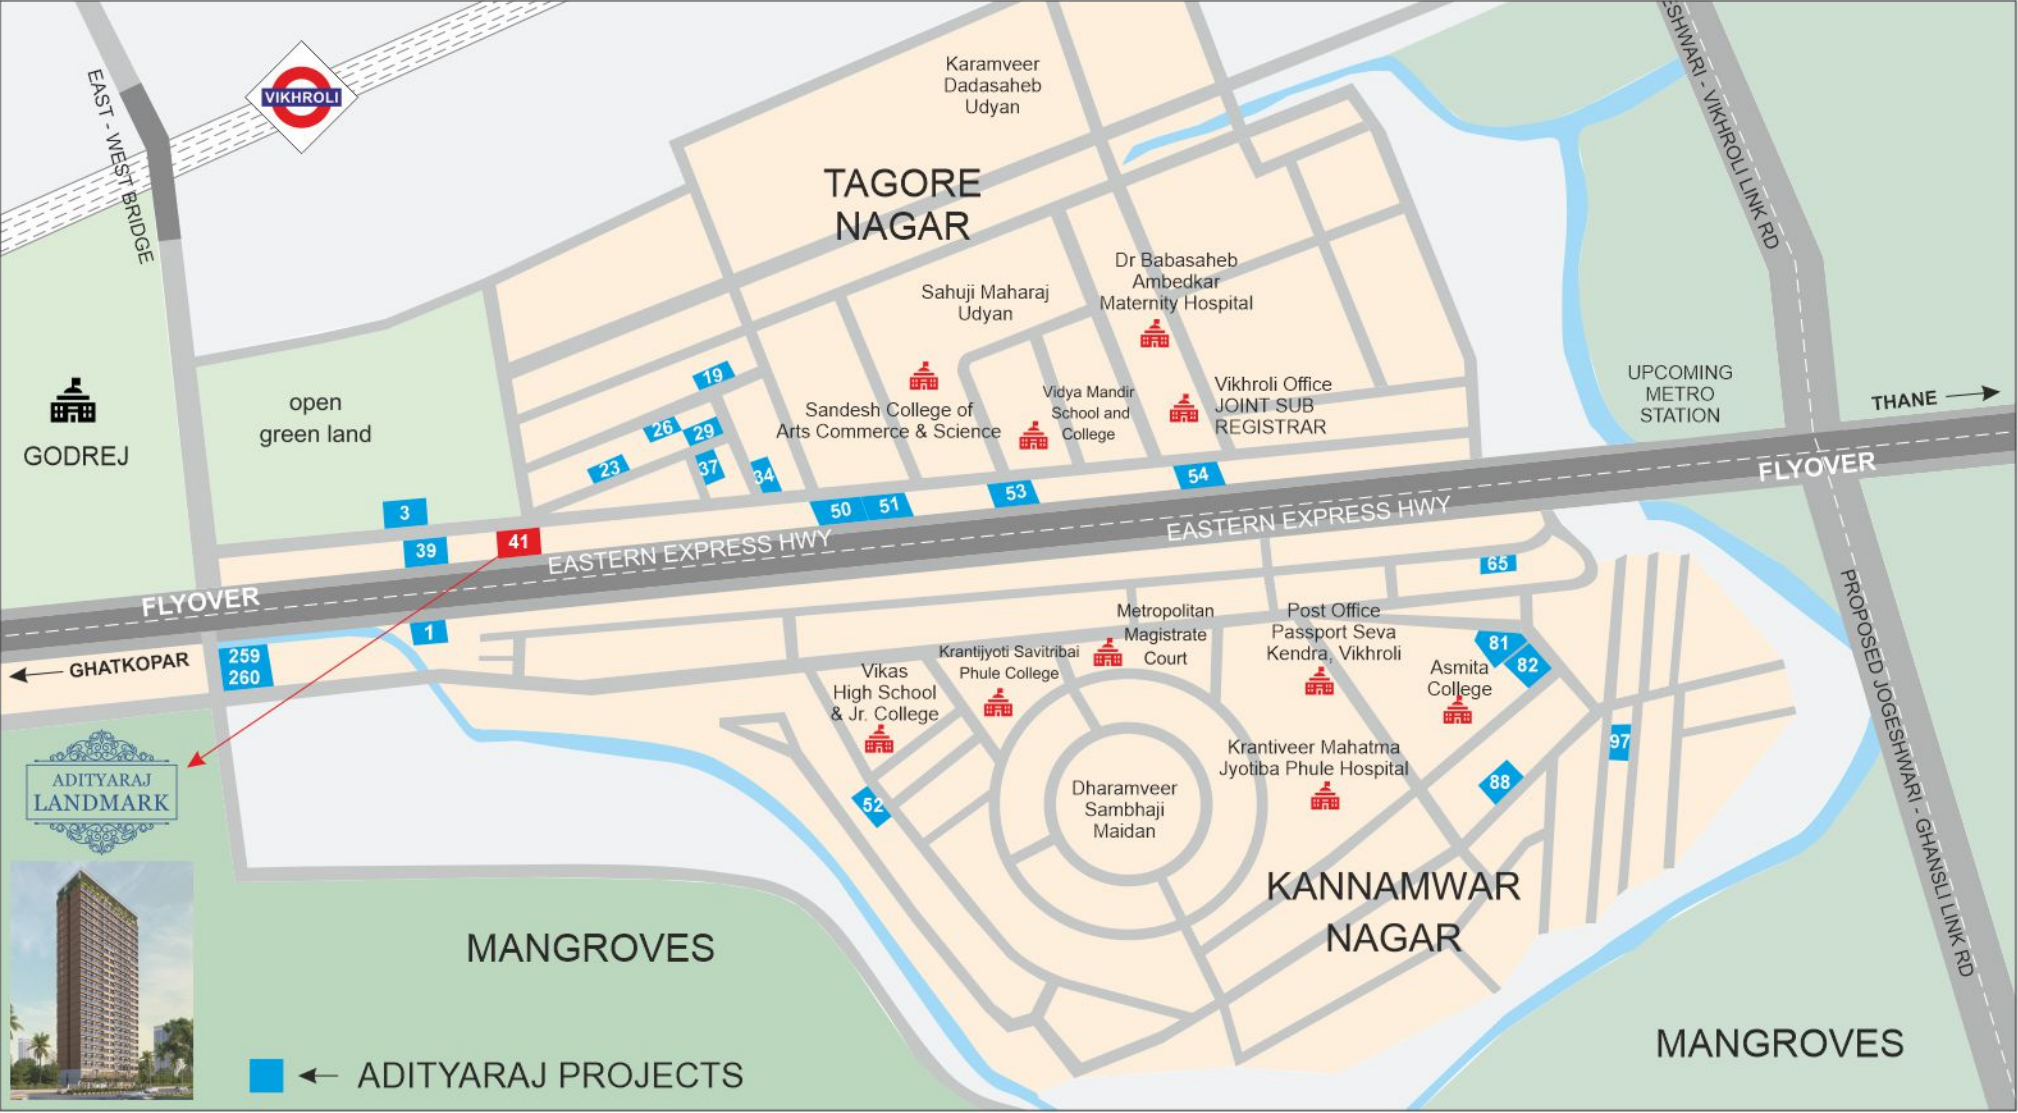 VIKHROLI
EAST - WEST BRIDGE
Karamveer
Dadasaheb
Udyan
TAGORE
NAGAR
ESHWARI - VIKHROLI LINK RD
Dr Babasaheb
Ambedkar
Maternity Hospital
Sahuji Maharaj
Udyan
open
green land
GODREJ
19
26
29
23
37
34
Sandesh College of
Arts Commerce & Science
Vidya Mandir
School and
College
Vikhroli Office
JOINT SUB
REGISTRAR
UPCOMING
METRO
STATION
THANE
FLYOVER
3
39
41
50
51
53
54
EASTERN EXPRESS HWY
EASTERN EXPRESS HWY
FLYOVER
GHATKOPAR
259
260
1
65
Metropolitan
Magistrate
Court
Post Office
Passport Seva
Kendra, Vikhroli
Krantijyoti Savitribai
Phule College
Vikas
High School
& Jr. College
Asmita
College
81
82
97
88
52
Krantiveer Mahatma
Jyotiba Phule Hospital
Dharamveer
Sambhaji
Maidan
PROPOSED JOGESHWARI - GHANSLI LINK RD
ADITYARAJ
LANDMARK
KANNAMWAR
NAGAR
MANGROVES
MANGROVES
ADITYARAJ PROJECTS